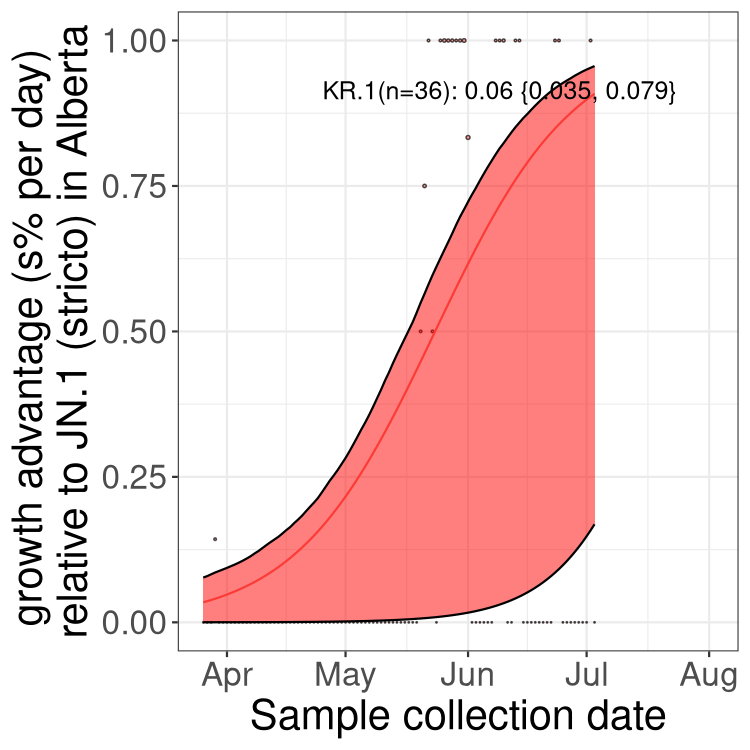 growth advantage (s% per day)
relative to JN.1 (stricto) in Alberta
1.00
0.75
0.50
0.25
0.00
KR.1(n=36): 0.06 {0.035, 0.079}
Apr May Jun Jul Aug
Sample collection date